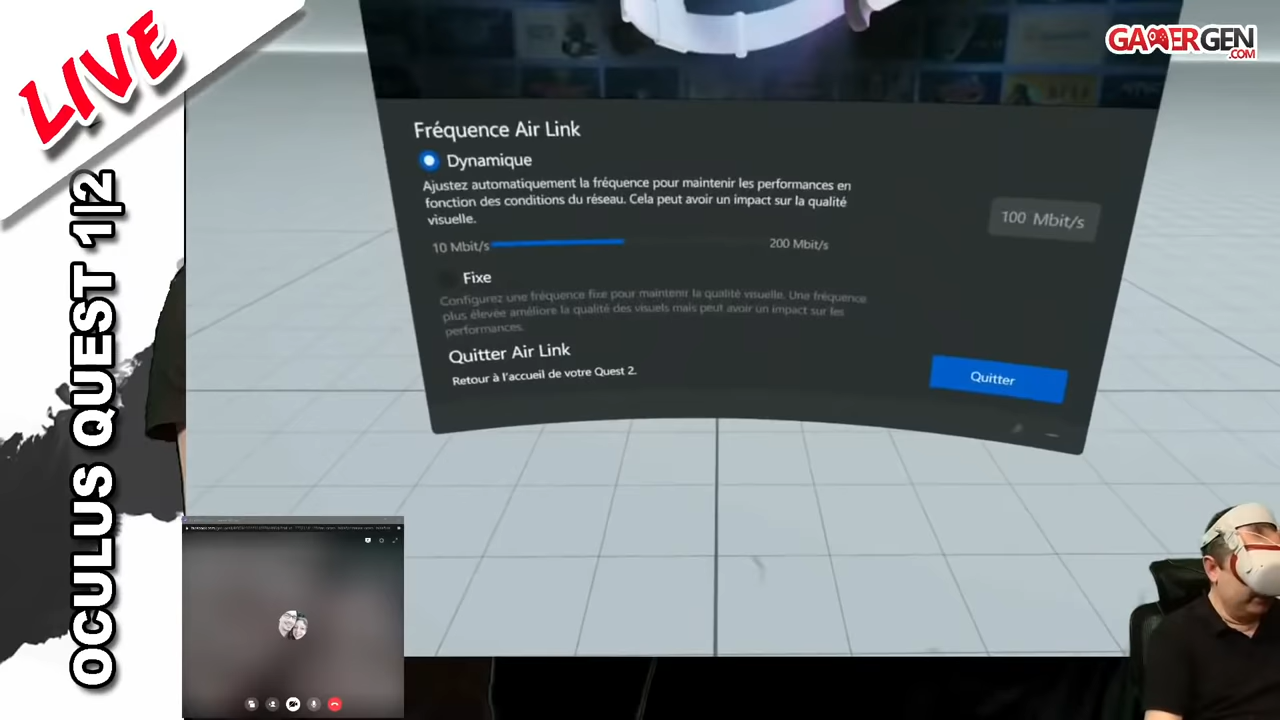 LIVE
OCULUS QUEST 1|2
GAMERGEN
.COM
Fréquence Air Link
Dynamique
Ajustez automatiquement la fréquence pour maintenir les performances en
fonction des conditions du réseau. Cela peut avoir un impact sur la qualité
visuelle.
100 Mbit/s
10 Mbit/s
200 Mbit/s
Fixe
Configurez une fréquence fixe pour maintenir la qualité visuelle. Une fréquence
plus élevée améliore la qualité des visuels mais peut avoir un impact sur les
performances.
Quitter Air Link
Retour à l'accueil de votre Quest 2.
Quitter